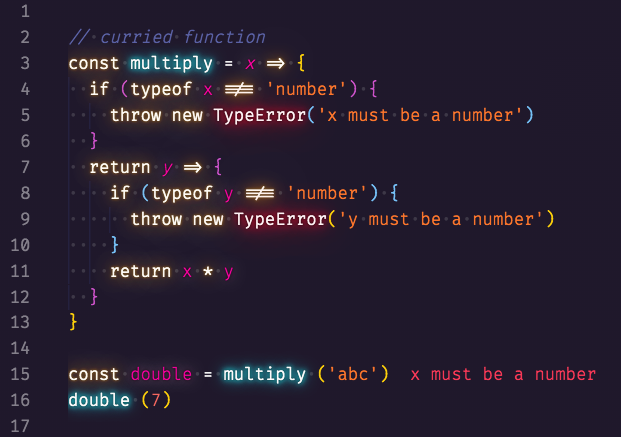 1
2 // curried function
3 const multiply = x => {
4 if (typeof x !== 'number') {
5 throw new TypeError('x must be a number')
6 }
7 return y => {
8 if (typeof y !== 'number') {
9 throw new TypeError('y must be a number')
10 }
11 return x * y
12 }
13 }
14
15 const double = multiply ('abc') x must be a number
16 double (7)
17